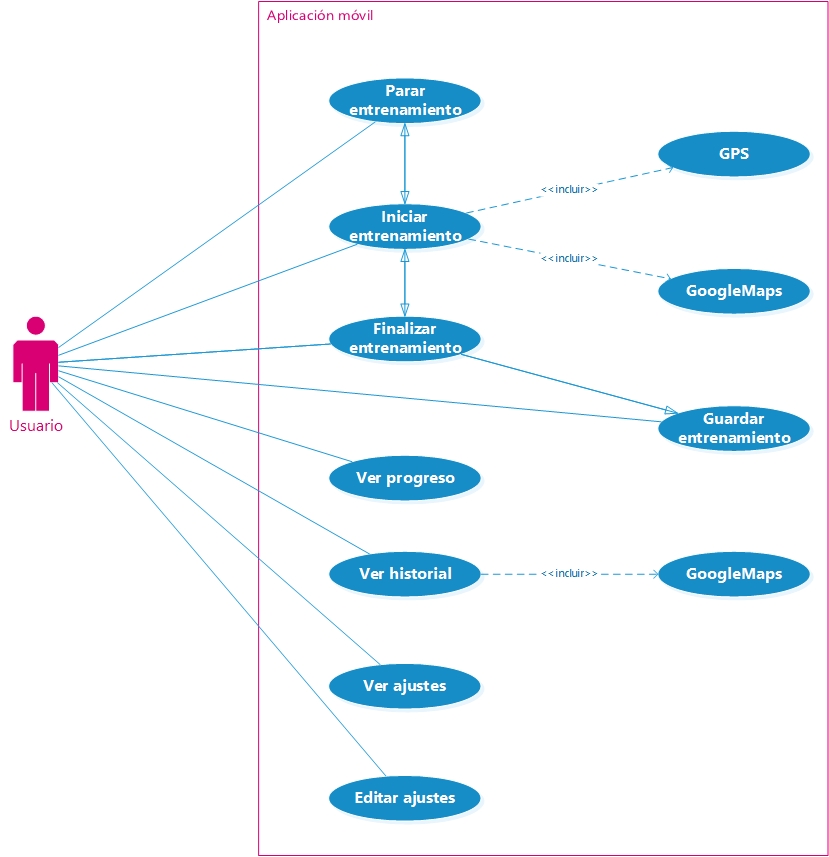 Aplicación móvil
Parar
entrenamiento
GPS
<<incluir>>
Iniciar
entrenamiento
<<incluir>>
GoogleMaps
Finalizar
entrenamiento
Usuario
Guardar
entrenamiento
Ver progreso
Ver historial
<<incluir>>
GoogleMaps
Ver ajustes
Editar ajustes